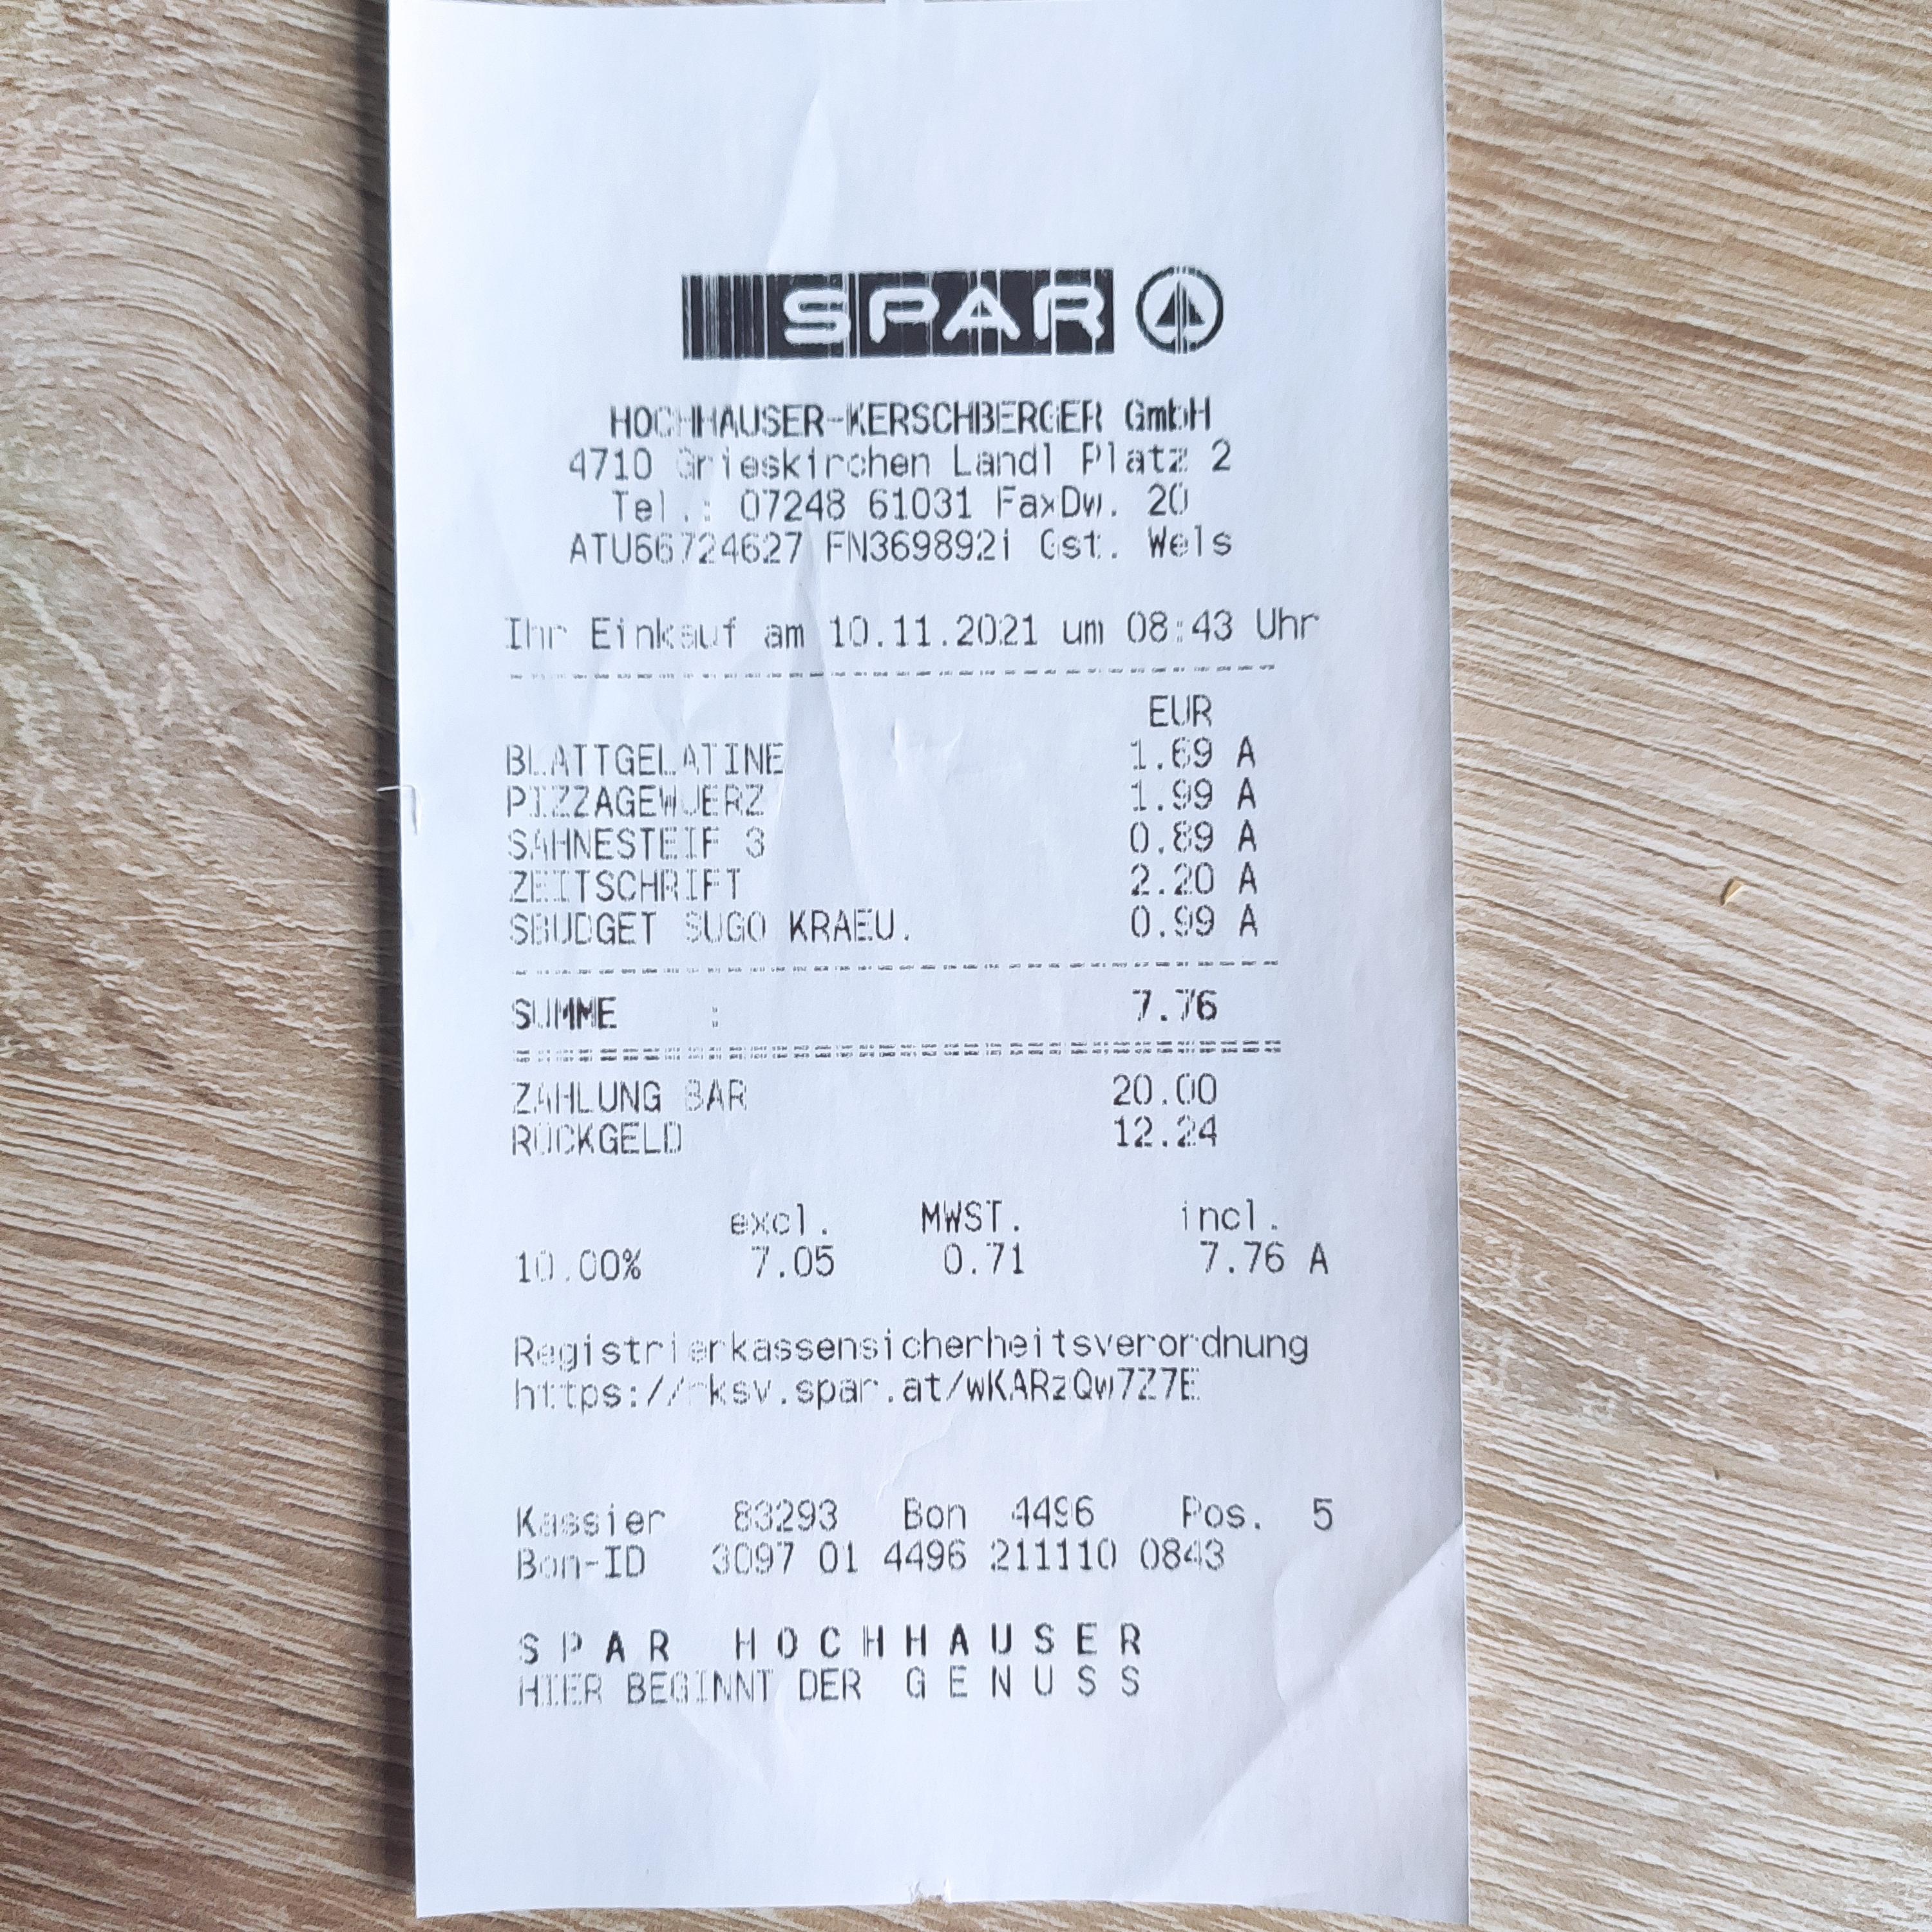 SPAR
HOCHHAUSER-KERSCHBERGER GmbH
4710 Grieskirchen Landl Platz 2
Tel.: 07248 61031 FaxDw. 20
ATU66724627 FN369892i Gst. Wels
Ihr Einkauf am 10.11.2021 um 08:43 Uhr
EUR
BLATTGELATINE 1.69 A
PIZZAGEWUERZ 1.99 A
SAHNESTEIF 3 0.89 A
ZEITSCHRIFT 2.20 A
SBUDGET SUGO KRAEU. 0.99 A
SUMME : 7.76
ZAHLUNG BAR 20.00
RÜCKGELD 12.24
excl. MWST. incl.
10.00% 7.05 0.71 7.76 A
Registrierkassensicherheitsverordnung
https://rksv.spar.at/wKARzQw7Z7E
Kassier 83293 Bon 4496 Pos. 5
Bon-ID 3097 01 4496 211110 0843
SPAR HOCHHAUSER
HIER BEGINNT DER GENUSS